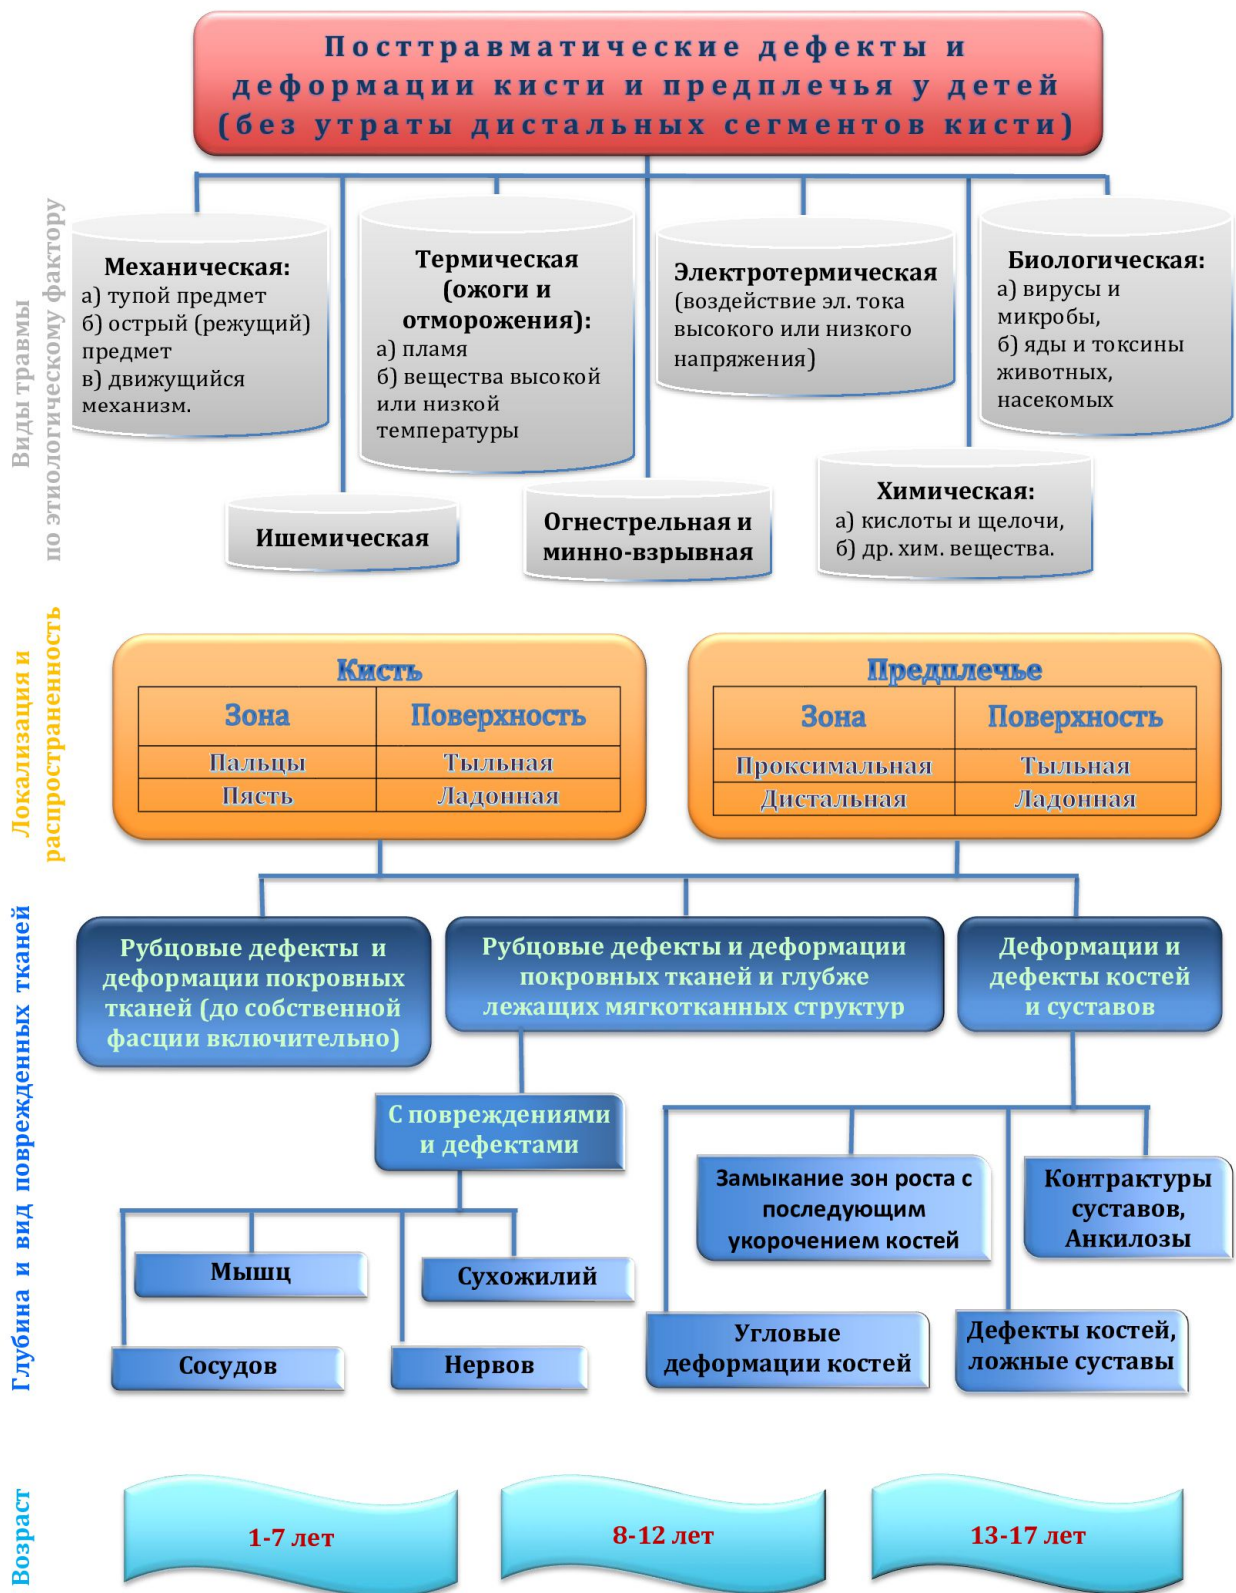 Посттравматические дефекты и
деформации кисти и предплечья у детей
(без утраты дистальных сегментов кисти)
Виды травмы
по этиологическому фактору
Механическая:
а) тупой предмет
б) острый (режущий)
предмет
в) движущийся
механизм.
Термическая
(ожоги и
отморожения):
а) пламя
б) вещества высокой
или низкой
температуры
Электротермическая
(воздействие эл. тока
высокого или низкого
напряжения)
Биологическая:
а) вирусы и
микробы,
б) яды и токсины
животных,
насекомых
Ишемическая
Огнестрельная и
минно-взрывная
Химическая:
а) кислоты и щелочи,
б) др. хим. вещества.
Локализация и
распространенность
Кисть
Зона Поверхность
Пальцы Тыльная
Пясть Ладонная
Предплечье
Зона Поверхность
Проксимальная Тыльная
Дистальная Ладонная
Глубина и вид поврежденных тканей
Рубцовые дефекты и
деформации покровных
тканей (до собственной
фасции включительно)
Рубцовые дефекты и деформации
покровных тканей и глубже
лежащих мягкотканных структур
Деформации и
дефекты костей
и суставов
С повреждениями
и дефектами
Мышц
Сухожилий
Сосудов
Нервов
Замыкание зон роста с
последующим
укорочением костей
Контрактуры
суставов,
Анкилозы
Угловые
деформации костей
Дефекты костей,
ложные суставы
Возраст
1-7 лет
8-12 лет
13-17 лет